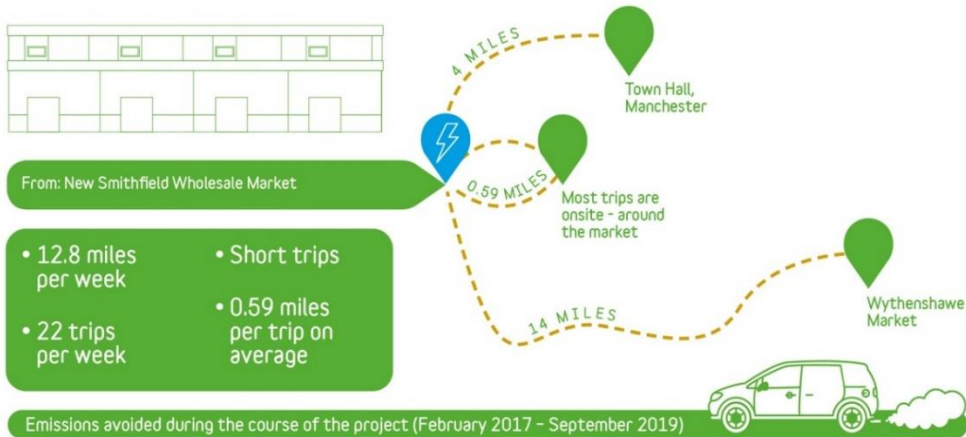 4 MILES
Town Hall,
Manchester
From: New Smithfield Wholesale Market
0.59 MILES
Most trips are
onsite - around
the market
• 12.8 miles
per week
• 22 trips
per week
• Short trips
• 0.59 miles
per trip on
average
14 MILES
Wythenshawe
Market
Emissions avoided during the course of the project (February 2017 - September 2019)